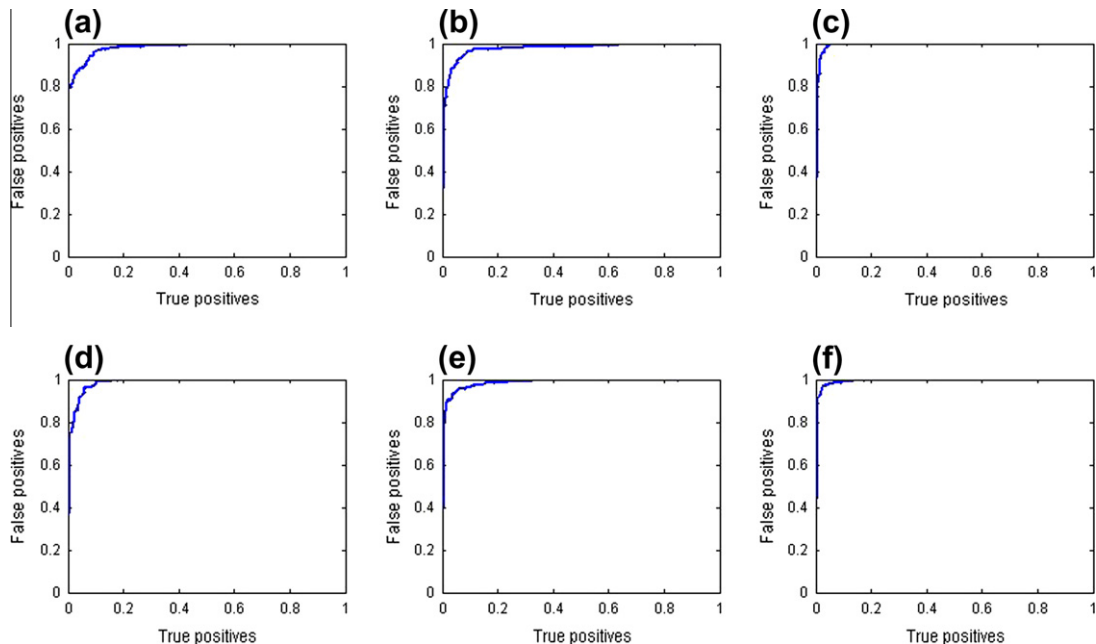 (a) (b) (c)
1 1 1
0.8 0.8 0.8
0.6 0.6 0.6
0.4 0.4 0.4
0.2 0.2 0.2
0 0 0
False positives False positives False positives
0 0.2 0.4 0.6 0.8 1 0 0.2 0.4 0.6 0.8 1 0 0.2 0.4 0.6 0.8 1
True positives True positives True positives
(d) (e) (f)
1 1 1
0.8 0.8 0.8
0.6 0.6 0.6
0.4 0.4 0.4
0.2 0.2 0.2
0 0 0
False positives False positives False positives
0 0.2 0.4 0.6 0.8 1 0 0.2 0.4 0.6 0.8 1 0 0.2 0.4 0.6 0.8 1
True positives True positives True positives